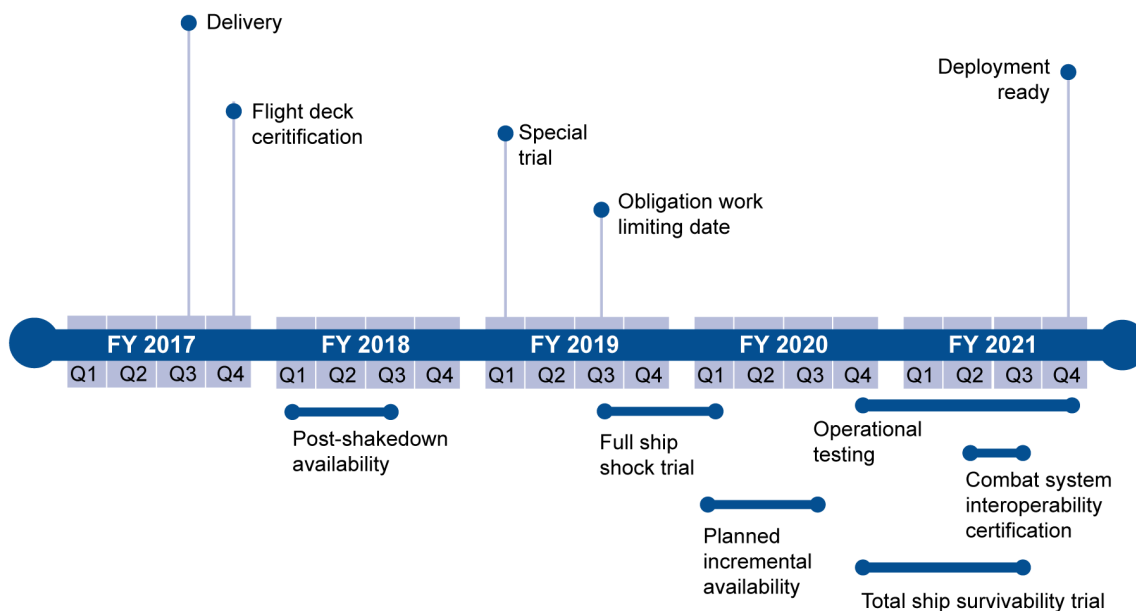 Delivery
Flight deck
ceritification
Special
trial
Obligation work
limiting date
Deployment
ready
FY 2017
FY 2018
FY 2019
FY 2020
FY 2021
Q1 Q2 Q3 Q4
Q1 Q2 Q3 Q4
Q1 Q2 Q3 Q4
Q1 Q2 Q3 Q4
Q1 Q2 Q3 Q4
Post-shakedown
availability
Full ship
shock trial
Planned
incremental
availability
Operational
testing
Combat system
interoperability
certification
Total ship survivability trial